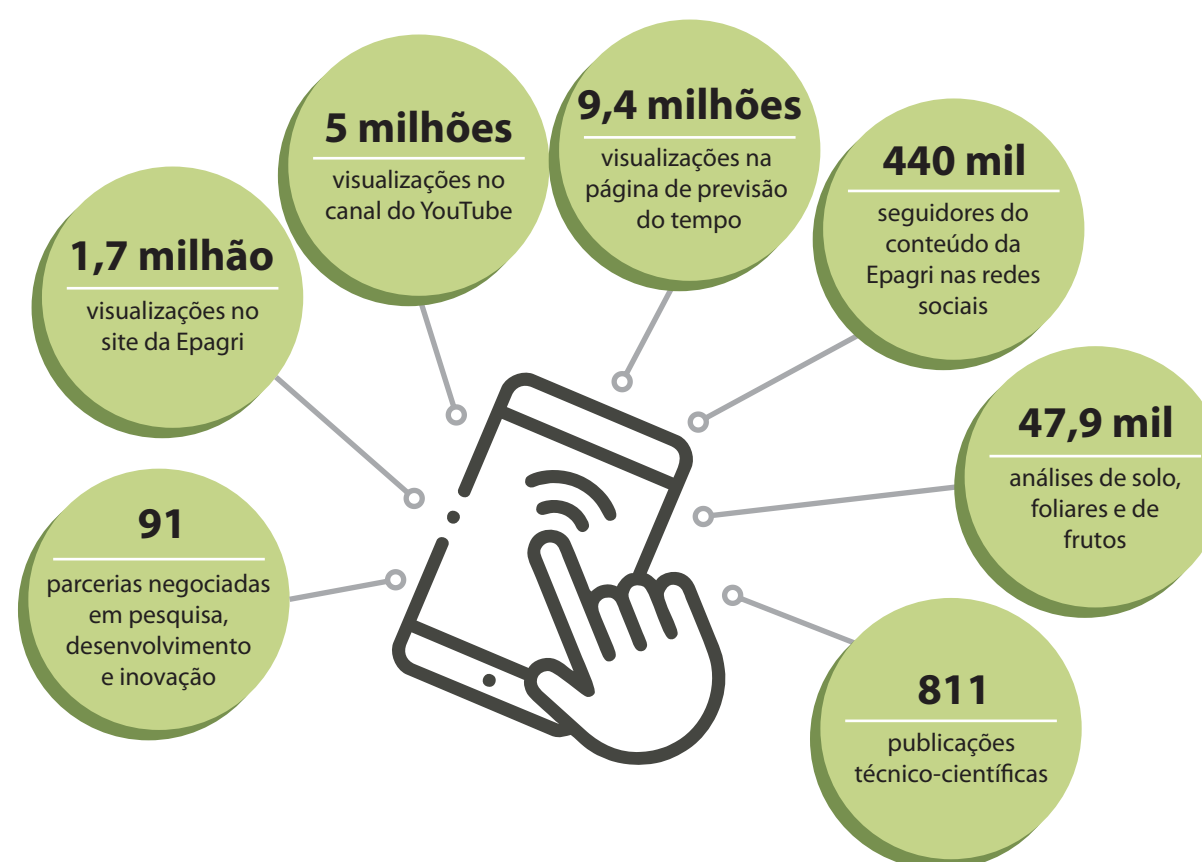 91
parcerias negociadas
em pesquisa,
desenvolvimento
e inovação
1,7 milhão
visualizações no
site da Epagri
5 milhões
visualizações no
canal do YouTube
9,4 milhões
visualizações na
página de previsão
do tempo
440 mil
seguidores do
conteúdo da
Epagri nas redes
sociais
47,9 mil
análises de solo,
foliares e de
frutos
811
publicações
técnico-científicas